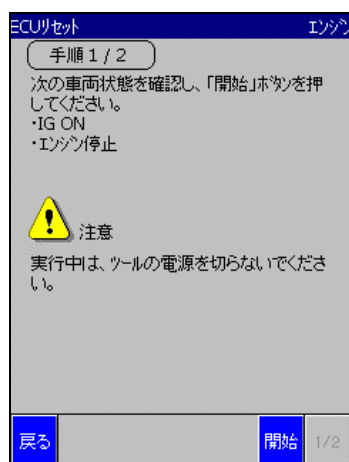 ECUリセット エンジン
手順1/2
次の車両状態を確認し、「開始」ボタンを押
してください。
・IG ON
・エンジン停止
注意
実行中は、ツールの電源を切らないでくださ
い。
戻る 開始 1/2